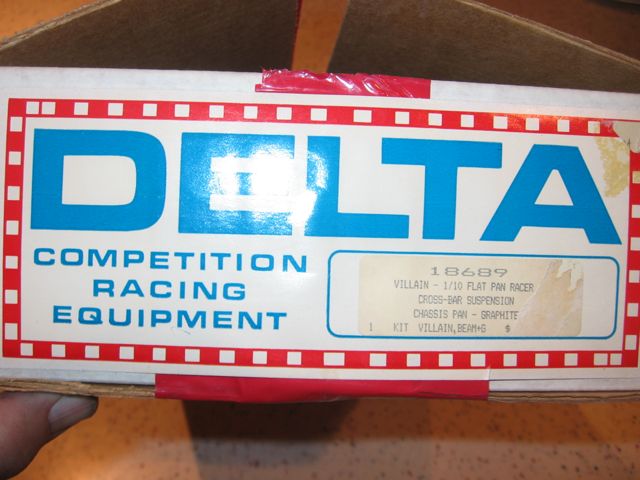 DELTA
COMPETITION
RACING
EQUIPMENT
18689
VILLAIN - 1/10 FLAT PAN RACER
CROSS-BAR SUSPENSION
CHASSIS PAN - GRAPHITE
1 KIT VILLAIN,BEAM+G $